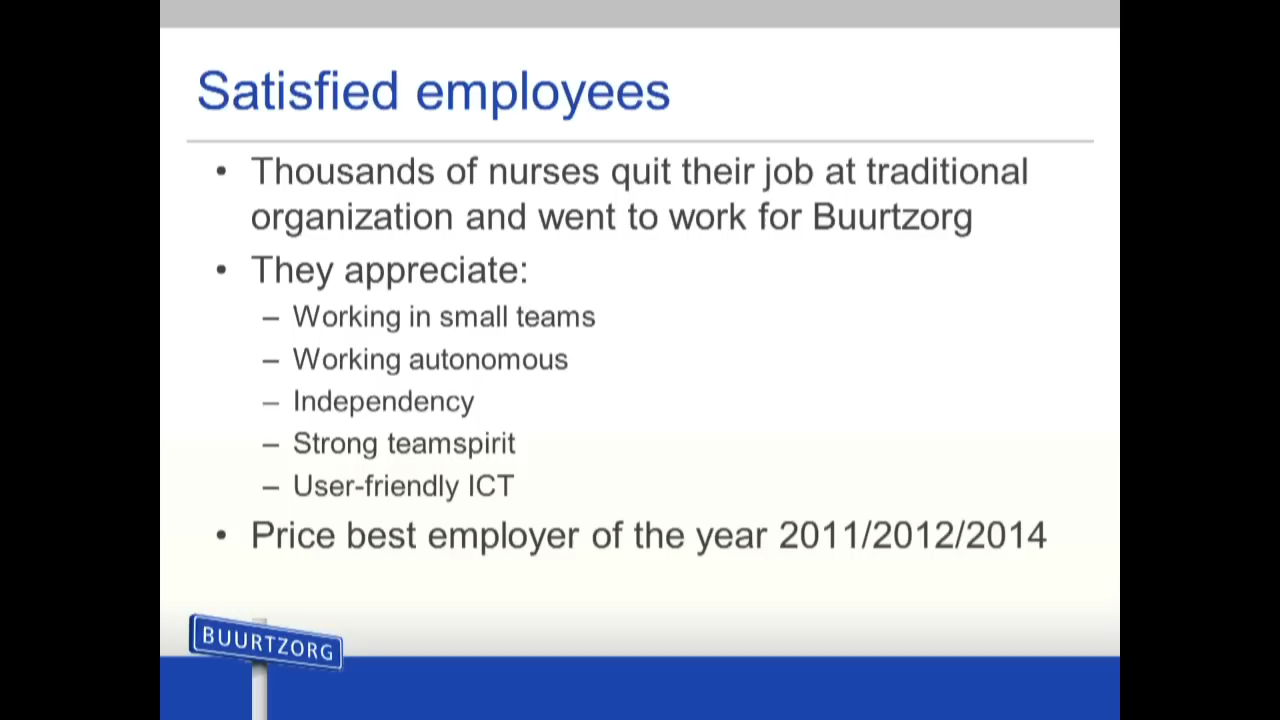 Satisfied employees
• Thousands of nurses quit their job at traditional
organization and went to work for Buurtzorg
• They appreciate:
– Working in small teams
– Working autonomous
– Independency
– Strong teamspirit
– User-friendly ICT
• Price best employer of the year 2011/2012/2014
BUURTZORG